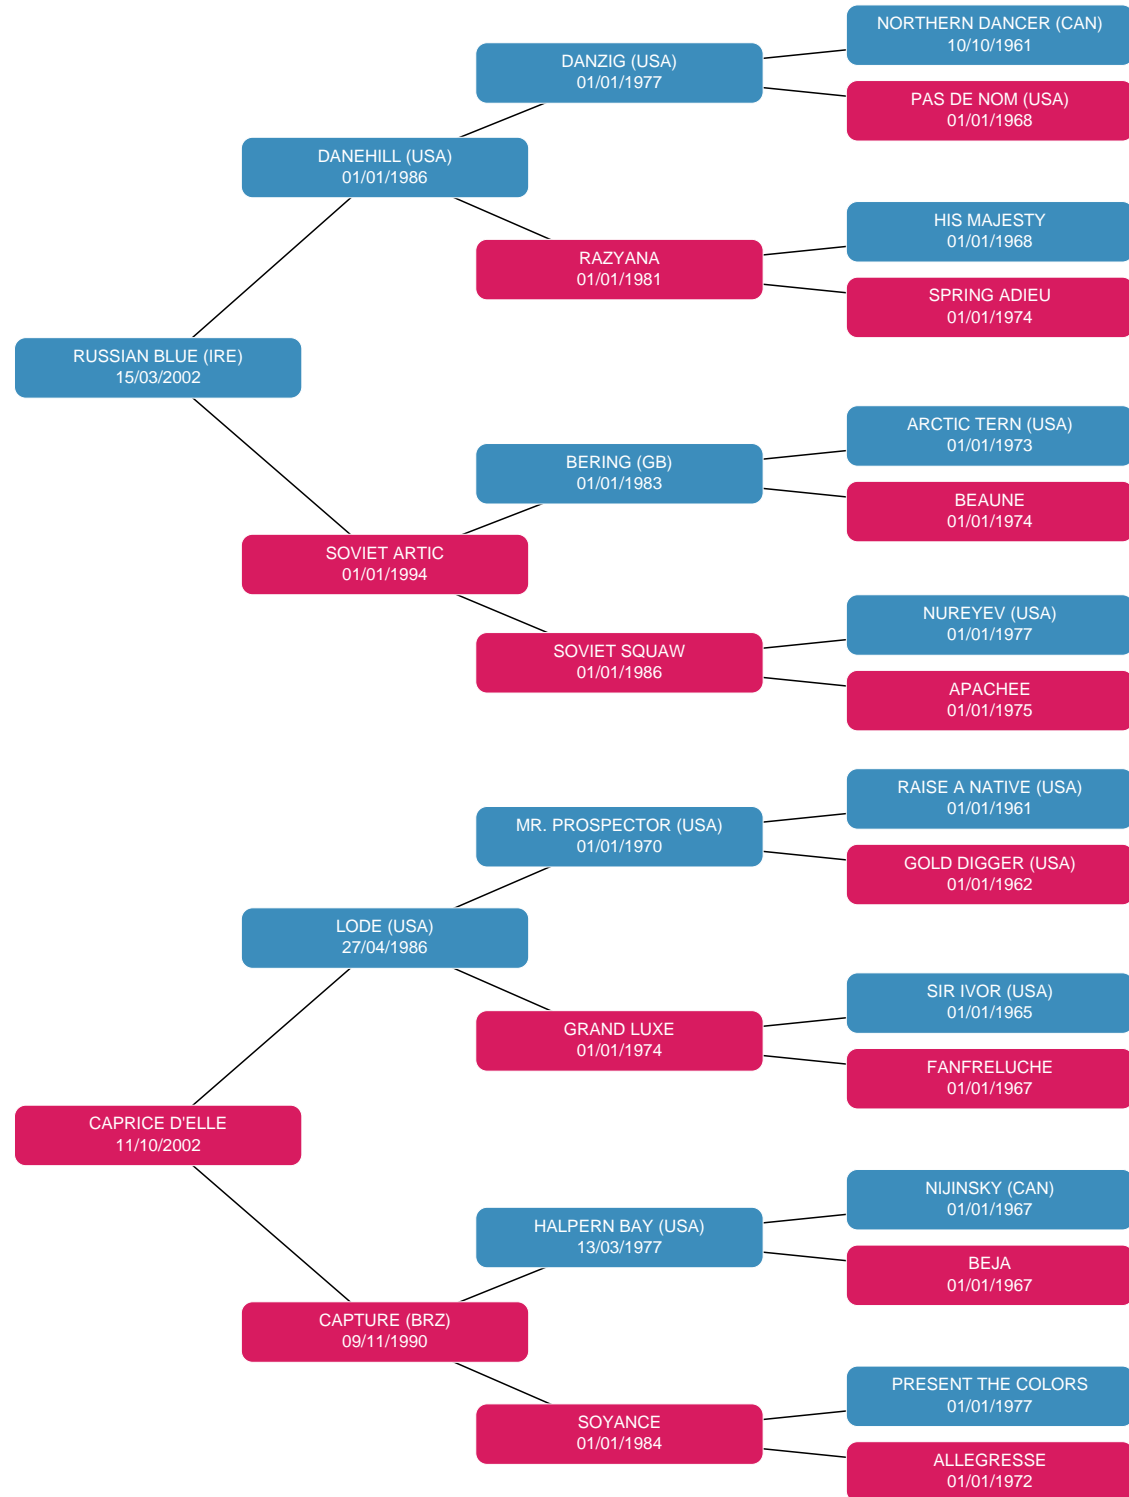 NORTHERN DANCER (CAN)
10/10/1961
DANZIG (USA)
01/01/1977
PAS DE NOM (USA)
01/01/1968
DANEHILL (USA)
01/01/1986
HIS MAJESTY
01/01/1968
RAZYANA
01/01/1981
SPRING ADIEU
01/01/1974
RUSSIAN BLUE (IRE)
15/03/2002
ARCTIC TERN (USA)
01/01/1973
BERING (GB)
01/01/1983
BEAUNE
01/01/1974
SOVIET ARTIC
01/01/1994
NUREYEV (USA)
01/01/1977
SOVIET SQUAW
01/01/1986
APACHEE
01/01/1975
RAISE A NATIVE (USA)
01/01/1961
MR. PROSPECTOR (USA)
01/01/1970
GOLD DIGGER (USA)
01/01/1962
LODE (USA)
27/04/1986
SIR IVOR (USA)
01/01/1965
GRAND LUXE
01/01/1974
FANFRELUCHE
01/01/1967
CAPRICE D'ELLE
11/10/2002
NIJINSKY (CAN)
01/01/1967
HALPERN BAY (USA)
13/03/1977
BEJA
01/01/1967
CAPTURE (BRZ)
09/11/1990
PRESENT THE COLORS
01/01/1977
SOYANCE
01/01/1984
ALLEGRESSE
01/01/1972